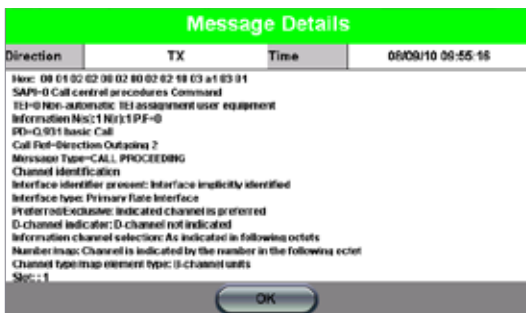 Message Details
Direction TX Time 08/09/10 09:55:16
Hex: 00 01 02 02 08 02 00 02 02 18 03 a1 83 01
SAPI=0 Call control procedures Command
TEI=0 Non-automatic TEI assignment user equipment
Information N(s):1 N(r):1 P.F=0
PD=Q.931 basic Call
Call Ref=Direction Outgoing 2
Message Type=CALL PROCEEDING
Channel identification
Interface identifier present: Interface implicitly identified
Interface type: Primary Rate Interface
Preferred/Exclusive: Indicated channel is preferred
D-channel indicator: D-channel not indicated
Information channel selection: As indicated in following octets
Number/map: Channel is indicated by the number in the following octet
Channel type/map element type: B-channel units
Slot: : 1
OK